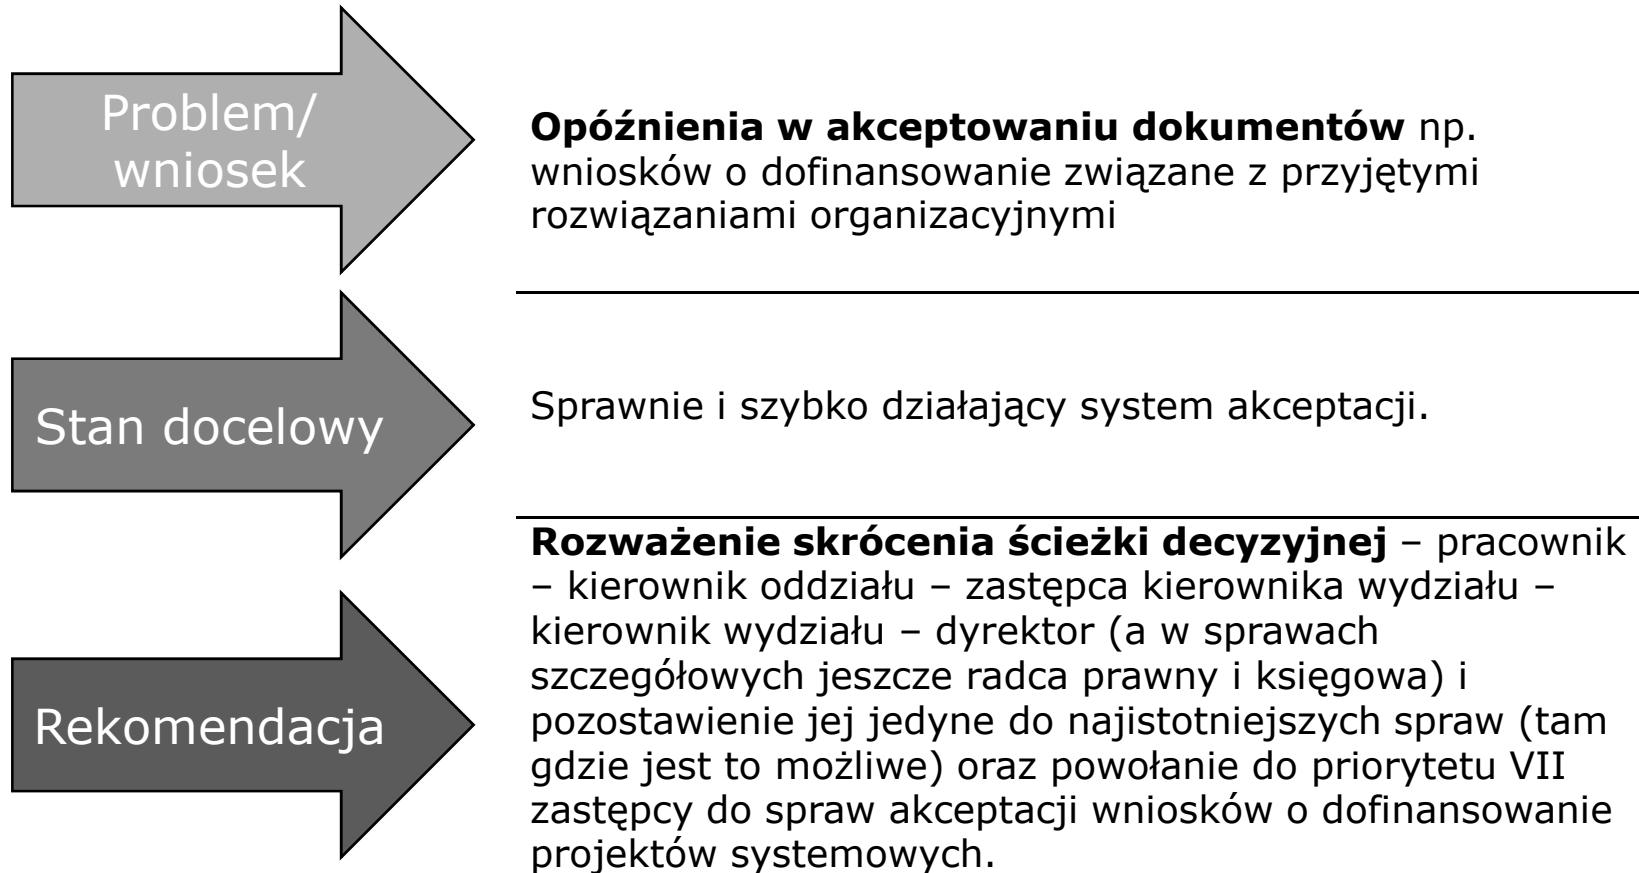 Problem/
wniosek
Opóźnienia w akceptowaniu dokumentów np.
wniosków o dofinansowanie związane z przyjętymi
rozwiązaniami organizacyjnymi
Stan docelowy
Sprawnie i szybko działający system akceptacji.
Rekomendacja
Rozważenie skrócenia ścieżki decyzyjnej – pracownik
– kierownik oddziału – zastępca kierownika wydziału –
kierownik wydziału – dyrektor (a w sprawach
szczegółowych jeszcze radca prawny i księgowa) i
pozostawienie jej jedyne do najistotniejszych spraw (tam
gdzie jest to możliwe) oraz powołanie do priorytetu VII
zastępcy do spraw akceptacji wniosków o dofinansowanie
projektów systemowych.